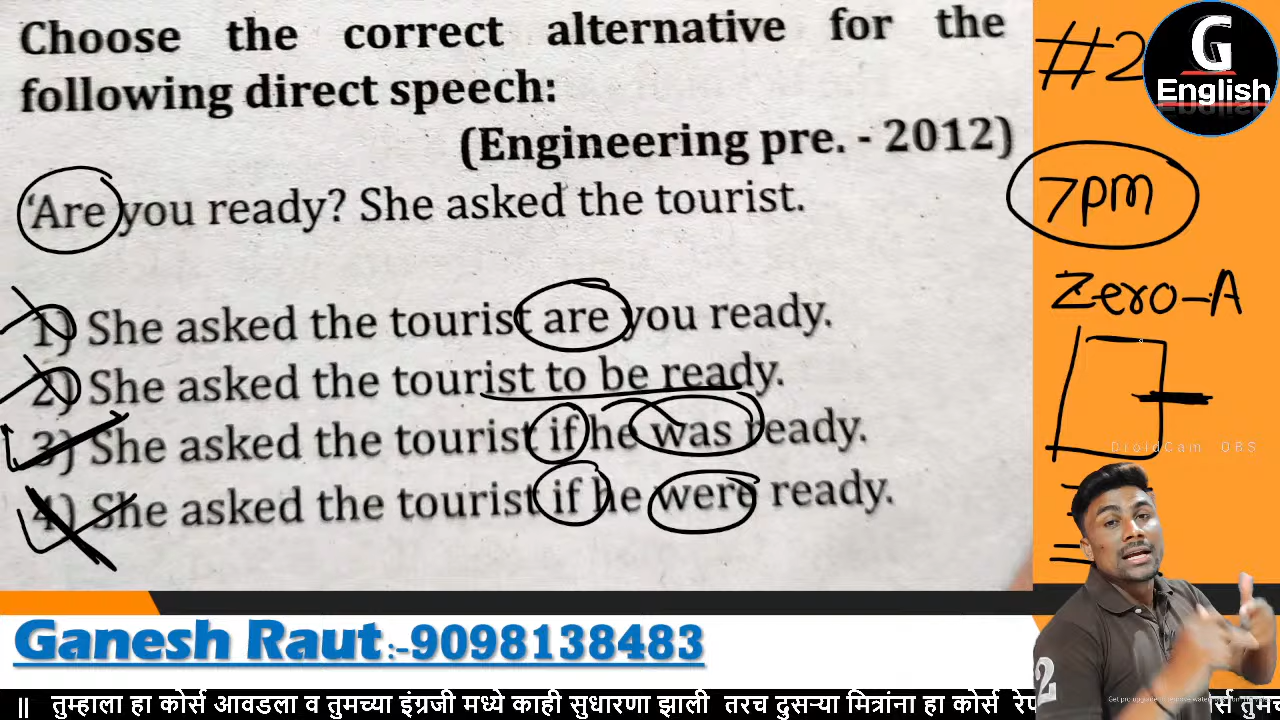 Choose the correct alternative for the
following direct speech:
(Engineering pre. - 2012)
'Are you ready? She asked the tourist.
1) She asked the tourist are you ready.
2) She asked the tourist to be ready.
3) She asked the tourist if he was ready.
4) She asked the tourist if he were ready.
#2
G
English
7pm
Zero-A
DroidCam OBS
2
Ganesh Raut:-9098138483
|| तुम्हाला हा कोर्स आवडला व तुमच्या इंग्रजी मध्ये काही सुधारणा झाली तरच दुसऱ्या मित्रांना हा कोर्स